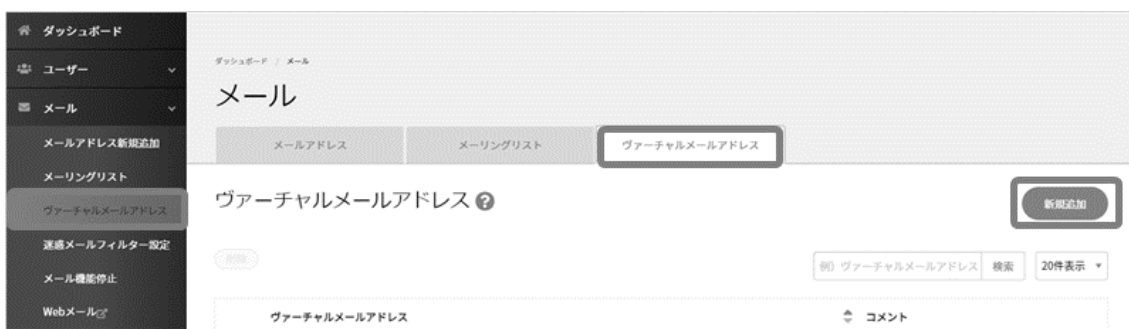 ダッシュボード
ユーザー
メール
メールアドレス新規追加
メーリングリスト
ヴァーチャルメールアドレス
迷惑メールフィルター設定
メール機能停止
Webメール
ダッシュボード / メール
メール
メールアドレス
メーリングリスト
ヴァーチャルメールアドレス
ヴァーチャルメールアドレス ?
新規追加
削除
例）ヴァーチャルメールアドレス
検索
20件表示
ヴァーチャルメールアドレス
コメント